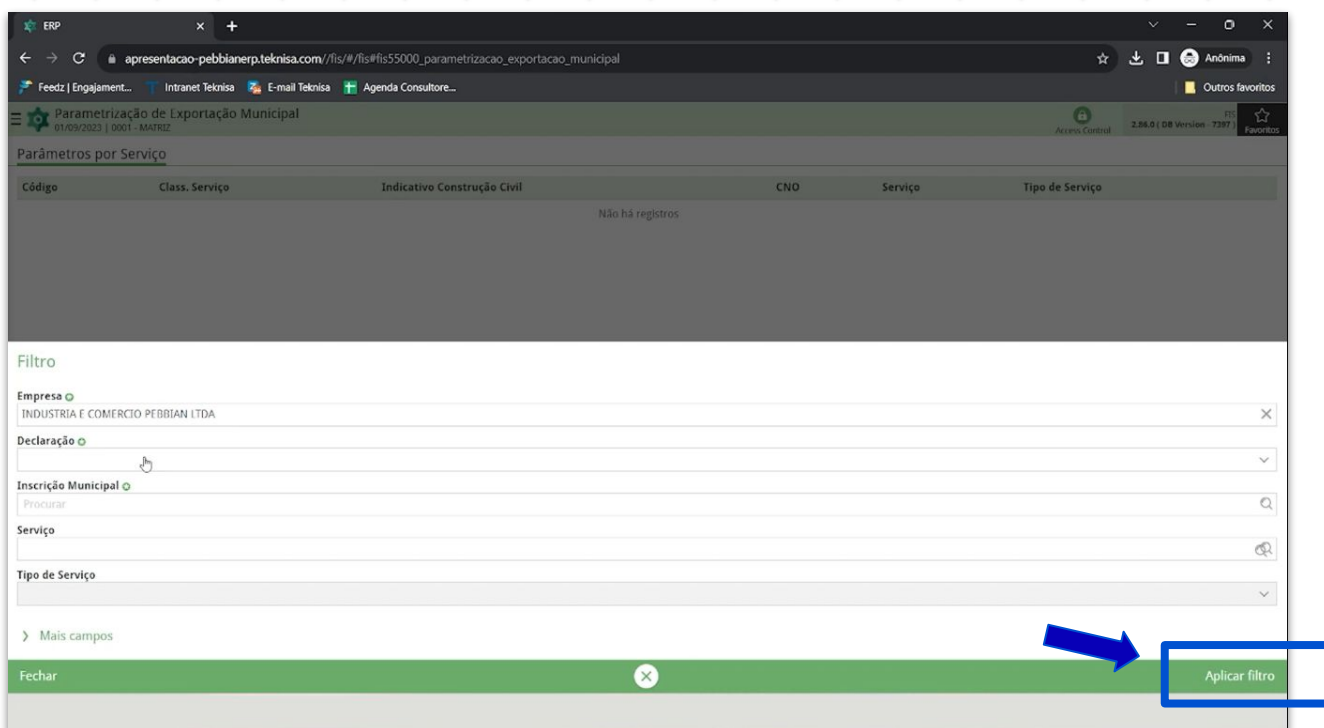 ERP
apresentacao-pebbianerp.teknisa.com//fis/#/fis#fis55000_parametrizacao_exportacao_municipal
Anônima
Feedz | Engajament... Intranet Teknisa E-mail Teknisa Agenda Consultore... Outros favoritos
Parametrização de Exportação Municipal
01/09/2023 | 0001 - MATRIZ
Access Control
FIS
2.86.0 ( DB Version - 7397 )
Favoritos
Parâmetros por Serviço
Código Class. Serviço Indicativo Construção Civil CNO Serviço Tipo de Serviço
Não há registros
Filtro
Empresa
INDUSTRIA E COMERCIO PEBBIAN LTDA
Declaração
Inscrição Municipal
Procurar
Serviço
Tipo de Serviço
Mais campos
Fechar Aplicar filtro